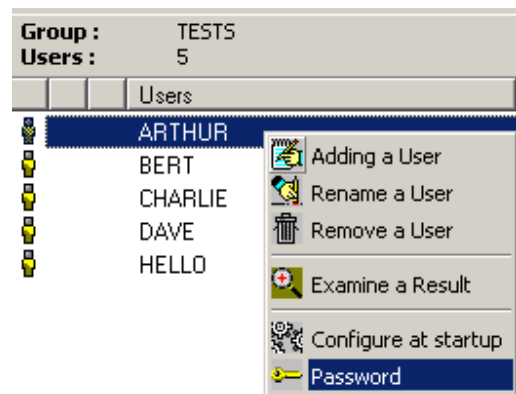 Group : TESTS
Users : 5
Users
ARTHUR
BERT
CHARLIE
DAVE
HELLO
Adding a User
Rename a User
Remove a User
Examine a Result
Configure at startup
Password